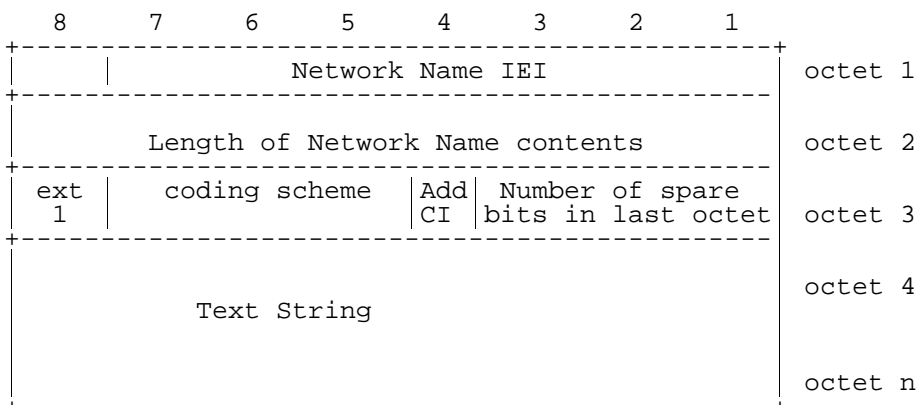 8 7 6 5 4 3 2 1
Network Name IEI octet 1
Length of Network Name contents octet 2
ext coding scheme Add Number of spare
1 CI bits in last octet octet 3
octet 4
Text String
octet n